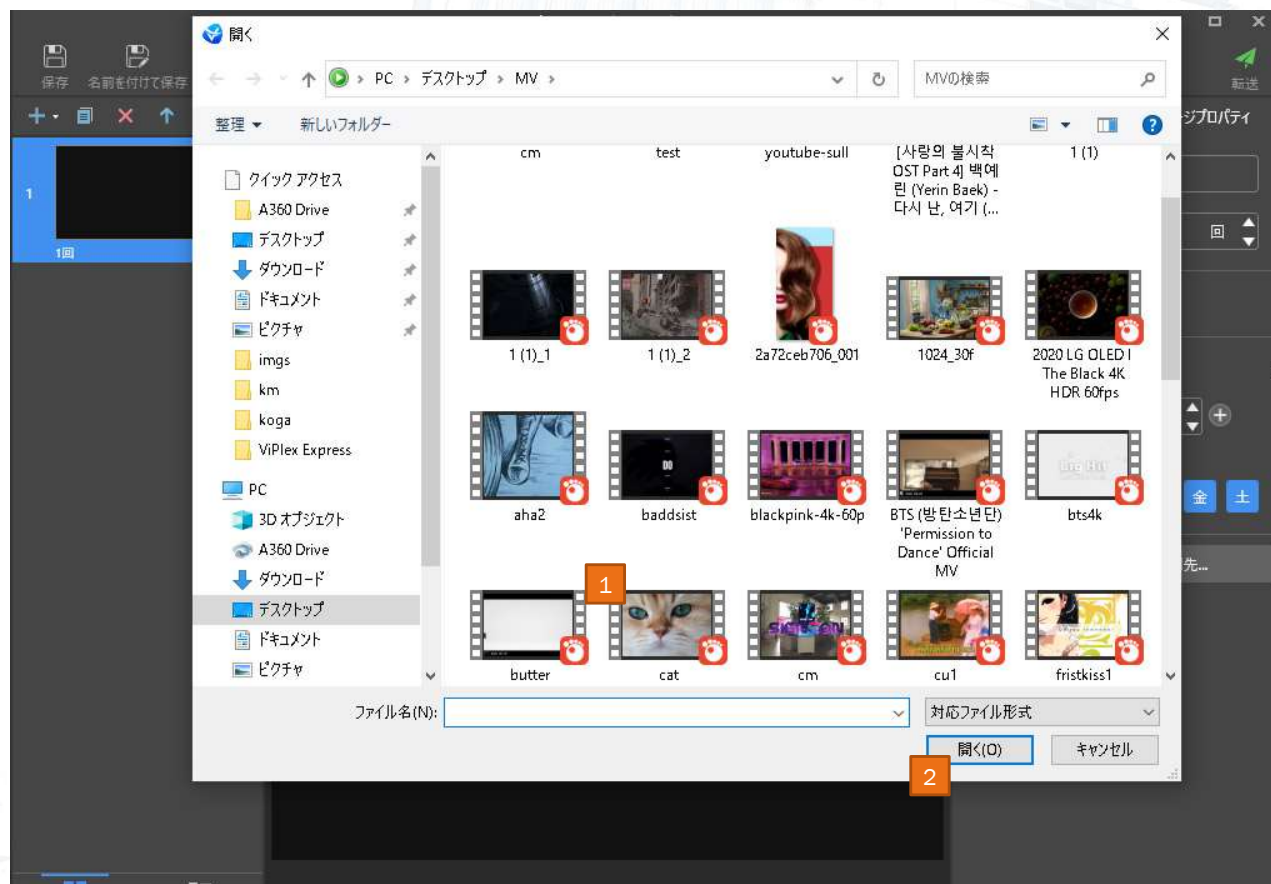 開く
保存
名前を付けて保存
PC › デスクトップ › MV ›
MVの検索
転送
整理
新しいフォルダー
ジプロパティ
1
1回
回
金
土
先...
クイック アクセス
A360 Drive
デスクトップ
ダウンロード
ドキュメント
ピクチャ
imgs
km
koga
ViPlex Express
PC
3D オブジェクト
A360 Drive
ダウンロード
デスクトップ
ドキュメント
ピクチャ
cm
test
youtube-sull
[사랑의 불시착
OST Part 4] 백예
린 (Yerin Baek) -
다시 난, 여기 (...
1 (1)
1 (1)_1
1 (1)_2
2a72ceb706_001
1024_30f
2020 LG OLED l
The Black 4K
HDR 60fps
aha2
DO
baddsist
blackpink-4k-60p
BTS (방탄소년단)
'Permission to
Dance' Official
MV
Big Hit
bts4k
1
butter
cat
cm
cu1
fristkiss1
ファイル名(N):
対応ファイル形式
開く(O)
キャンセル
2